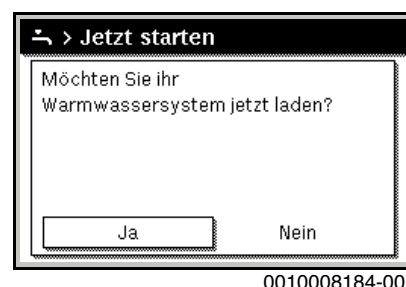 > Jetzt starten
Möchten Sie ihr
Warmwassersystem jetzt laden?
Ja Nein
0010008184-00